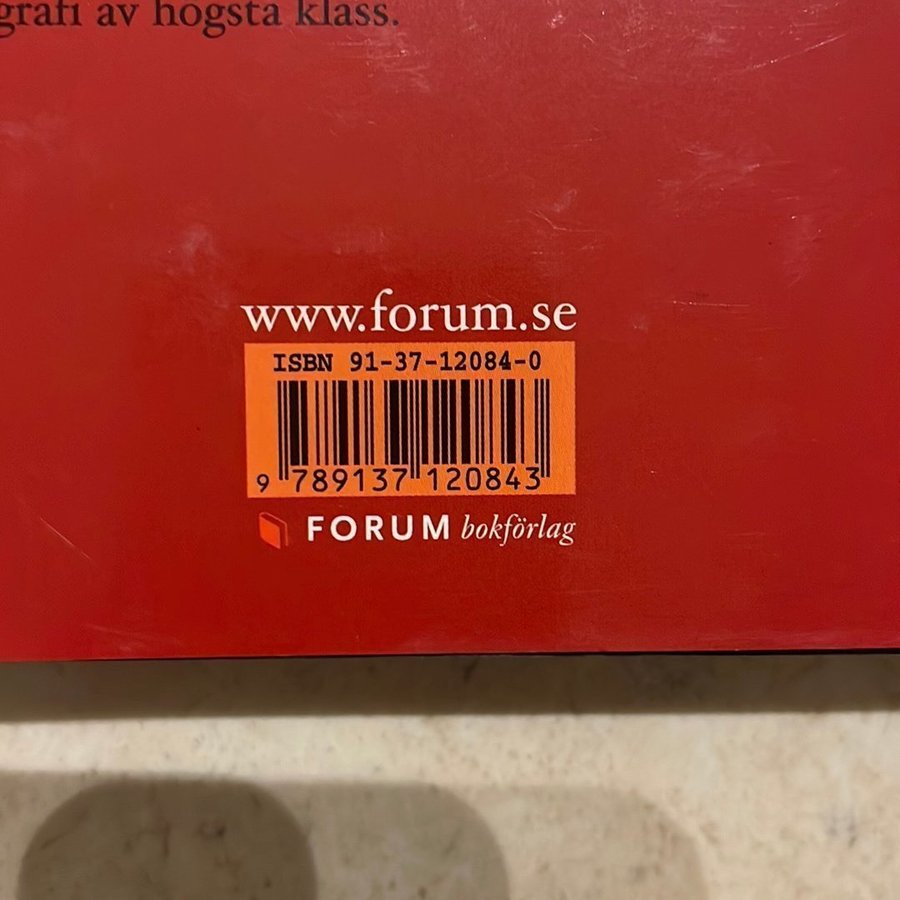 grafi av högsta klass.
www.forum.se
ISBN 91-37-12084-0
9 789137 120843
FORUM bokförlag